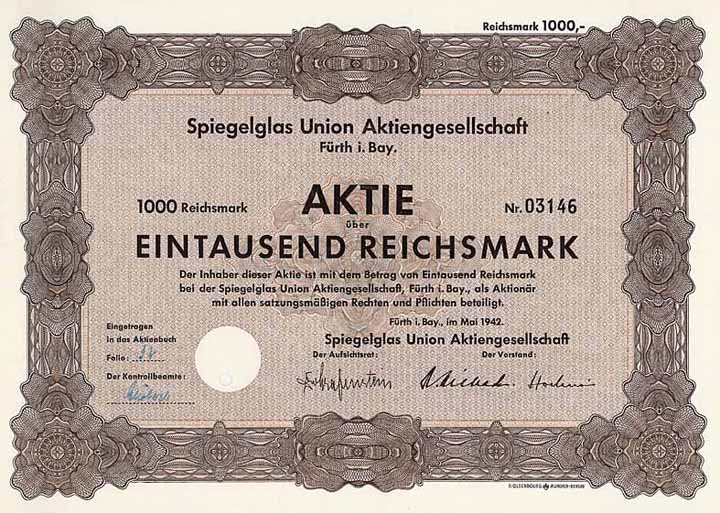 Reichsmark 1000,-
Spiegelglas Union Aktiengesellschaft
Fürth i. Bay.
1000 Reichsmark
AKTIE
Nr. 03146
über
EINTAUSEND REICHSMARK
Der Inhaber dieser Aktie ist mit dem Betrag von Eintausend Reichsmark
bei der Spiegelglas Union Aktiengesellschaft, Fürth i. Bay., als Aktionär
mit allen satzungsmäßigen Rechten und Pflichten beteiligt.
Fürth i. Bay., im Mai 1942.
Eingetragen
in das Aktienbuch
Folio:
Der Kontrollbeamte:
Spiegelglas Union Aktiengesellschaft
Der Aufsichtsrat:
Der Vorstand:
R. OLDENBOURG MÜNCHEN-BERLIN